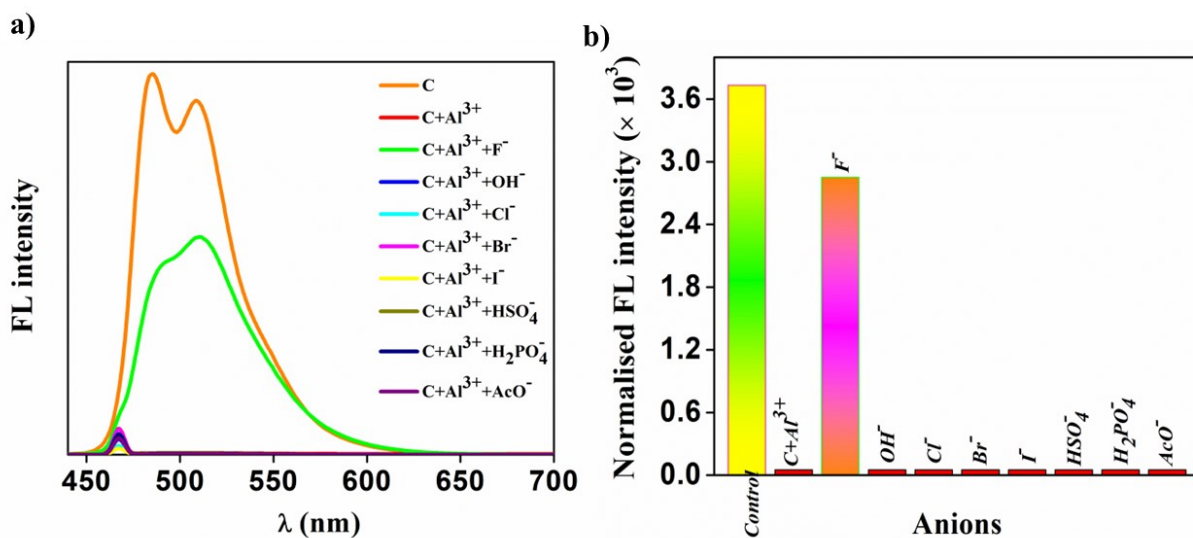 a)
FL intensity
C
C+Al³⁺
C+Al³⁺+F⁻
C+Al³⁺+OH⁻
C+Al³⁺+Cl⁻
C+Al³⁺+Br⁻
C+Al³⁺+I⁻
C+Al³⁺+HSO₄⁻
C+Al³⁺+H₂PO₄⁻
C+Al³⁺+AcO⁻
450 500 550 600 650 700
λ (nm)
b)
Normalised FL intensity (× 10³)
3.6
3.0
2.4
1.8
1.2
0.6
0.0
Control
C+Al³⁺
F⁻
OH⁻
Cl⁻
Br⁻
I⁻
HSO₄⁻
H₂PO₄⁻
AcO⁻
Anions